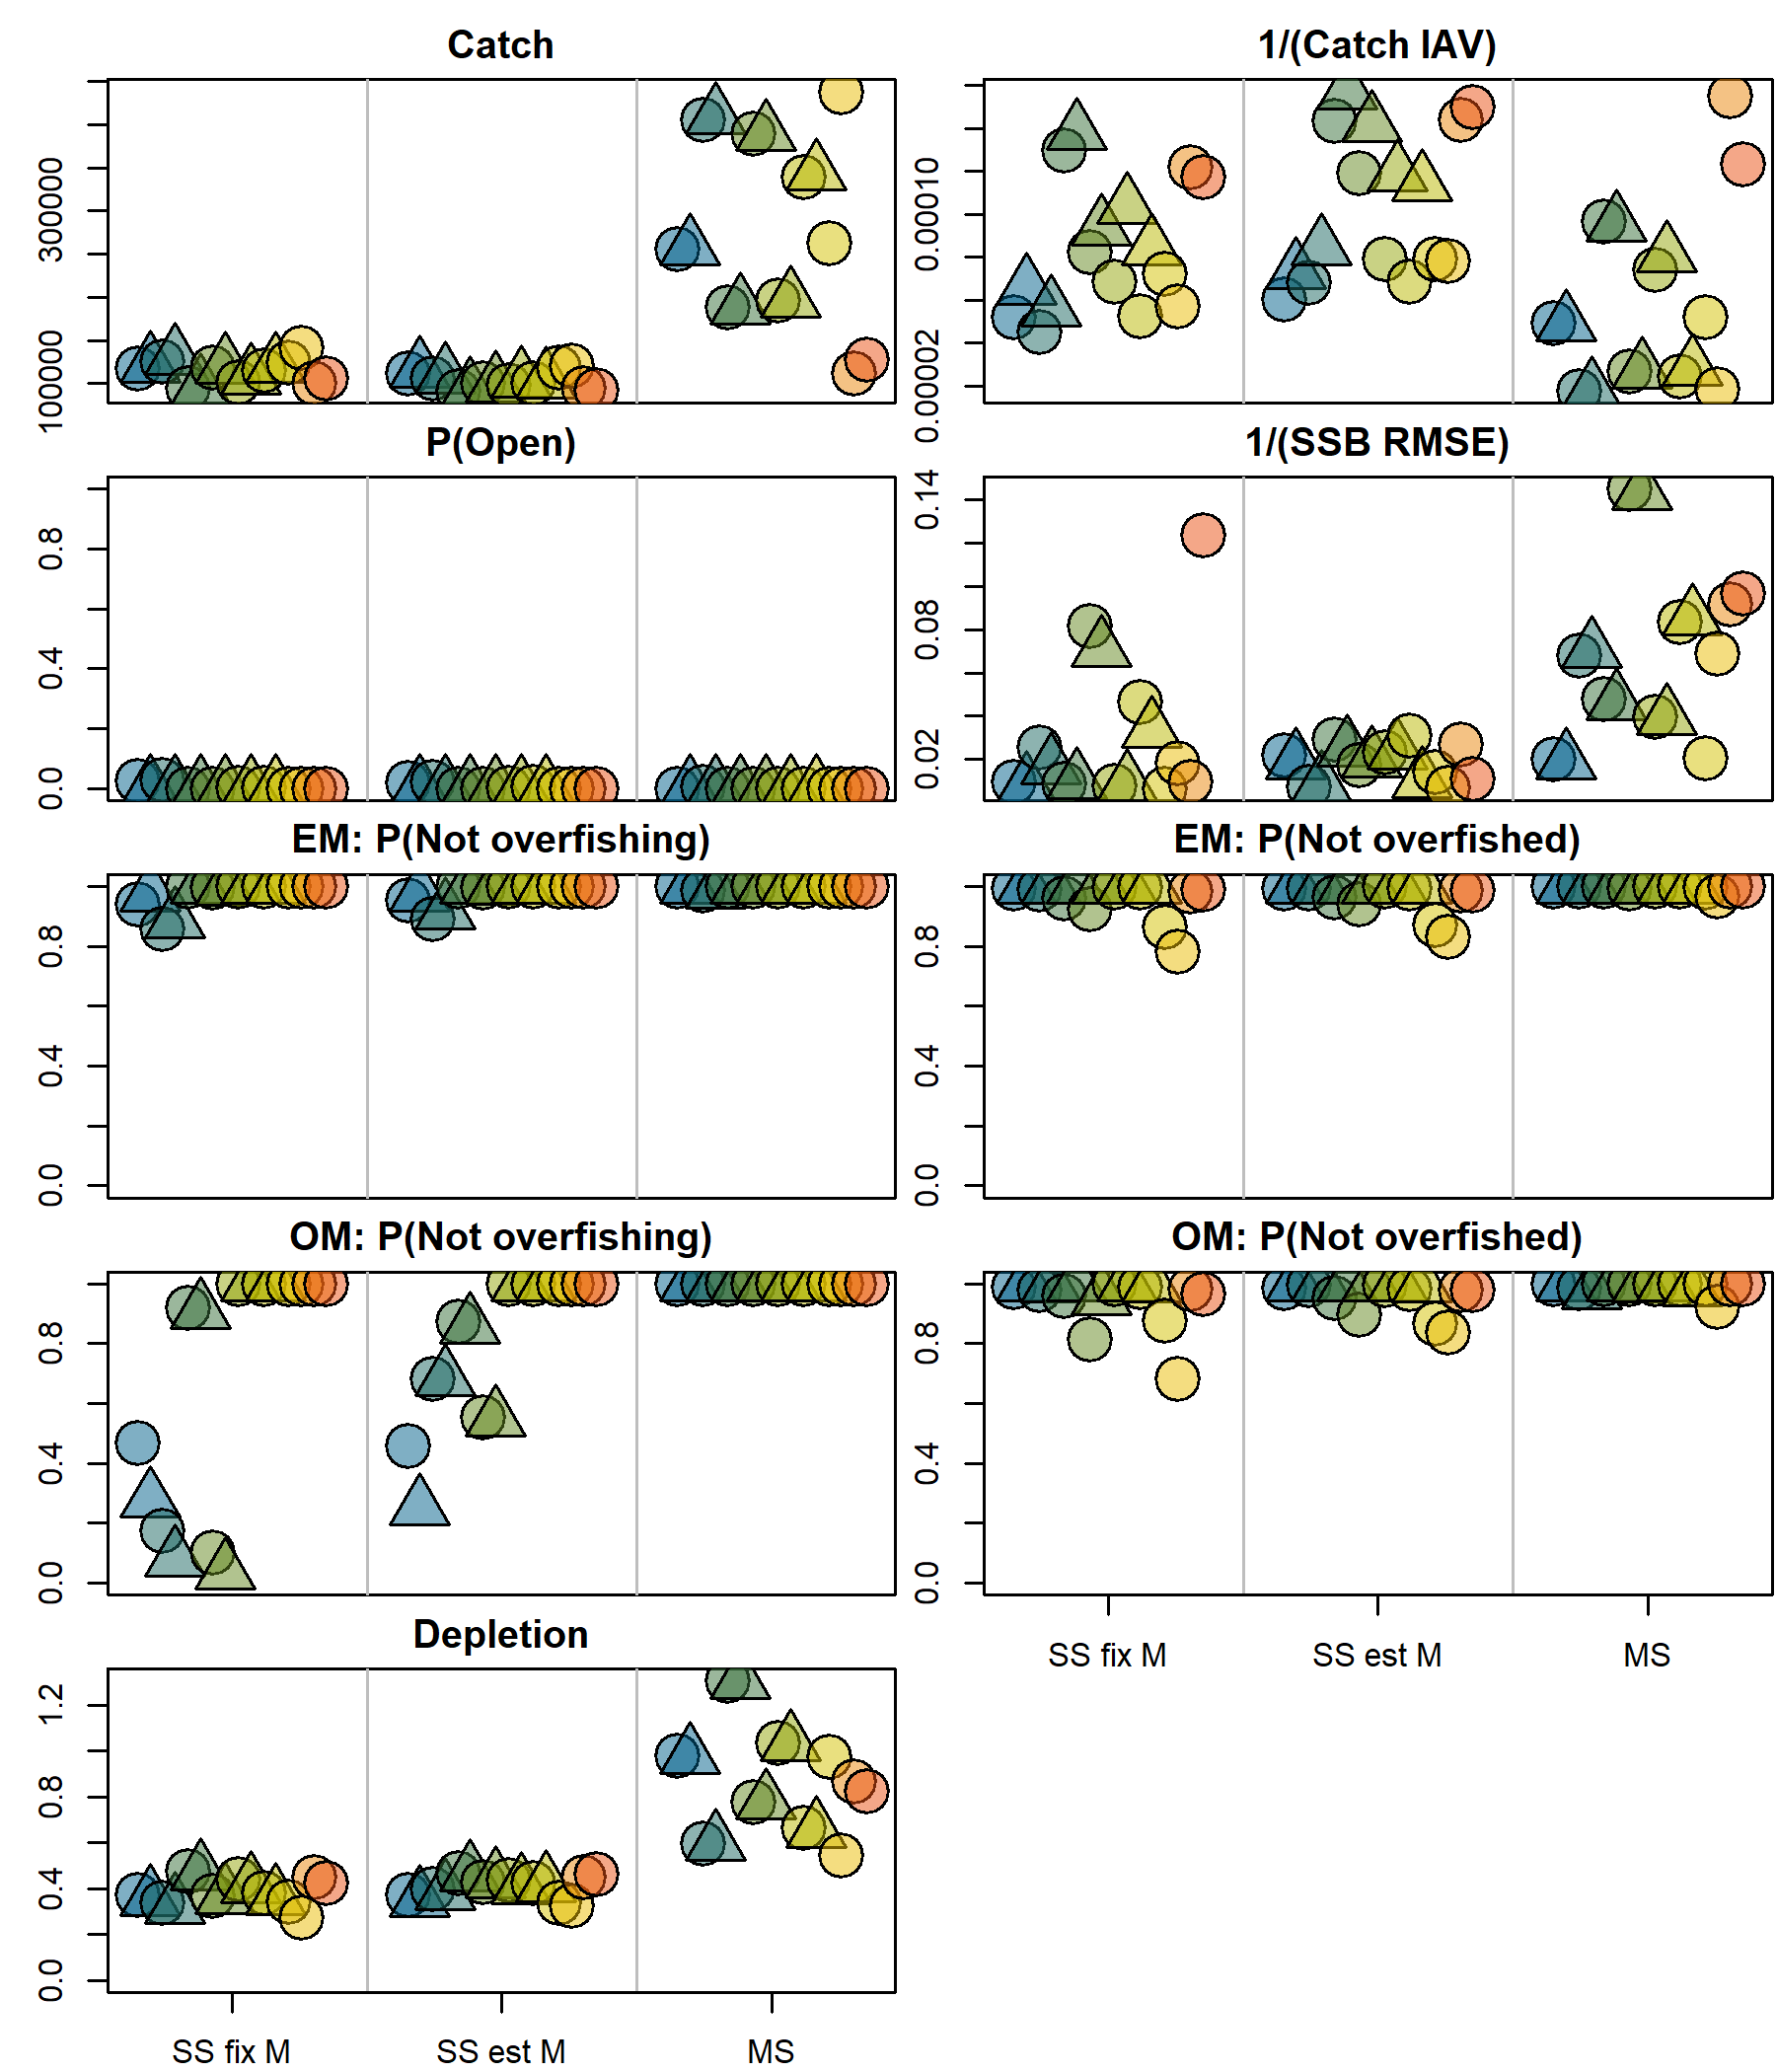 Catch
1/(Catch IAV)
100000
300000
0.00002
0.00010
P(Open)
1/(SSB RMSE)
0.0
0.4
0.8
0.02
0.08
0.14
EM: P(Not overfishing)
EM: P(Not overfished)
0.0
0.4
0.8
0.0
0.4
0.8
OM: P(Not overfishing)
OM: P(Not overfished)
0.0
0.4
0.8
0.0
0.4
0.8
SS fix M
SS est M
MS
Depletion
0.0
0.4
0.8
1.2
SS fix M
SS est M
MS